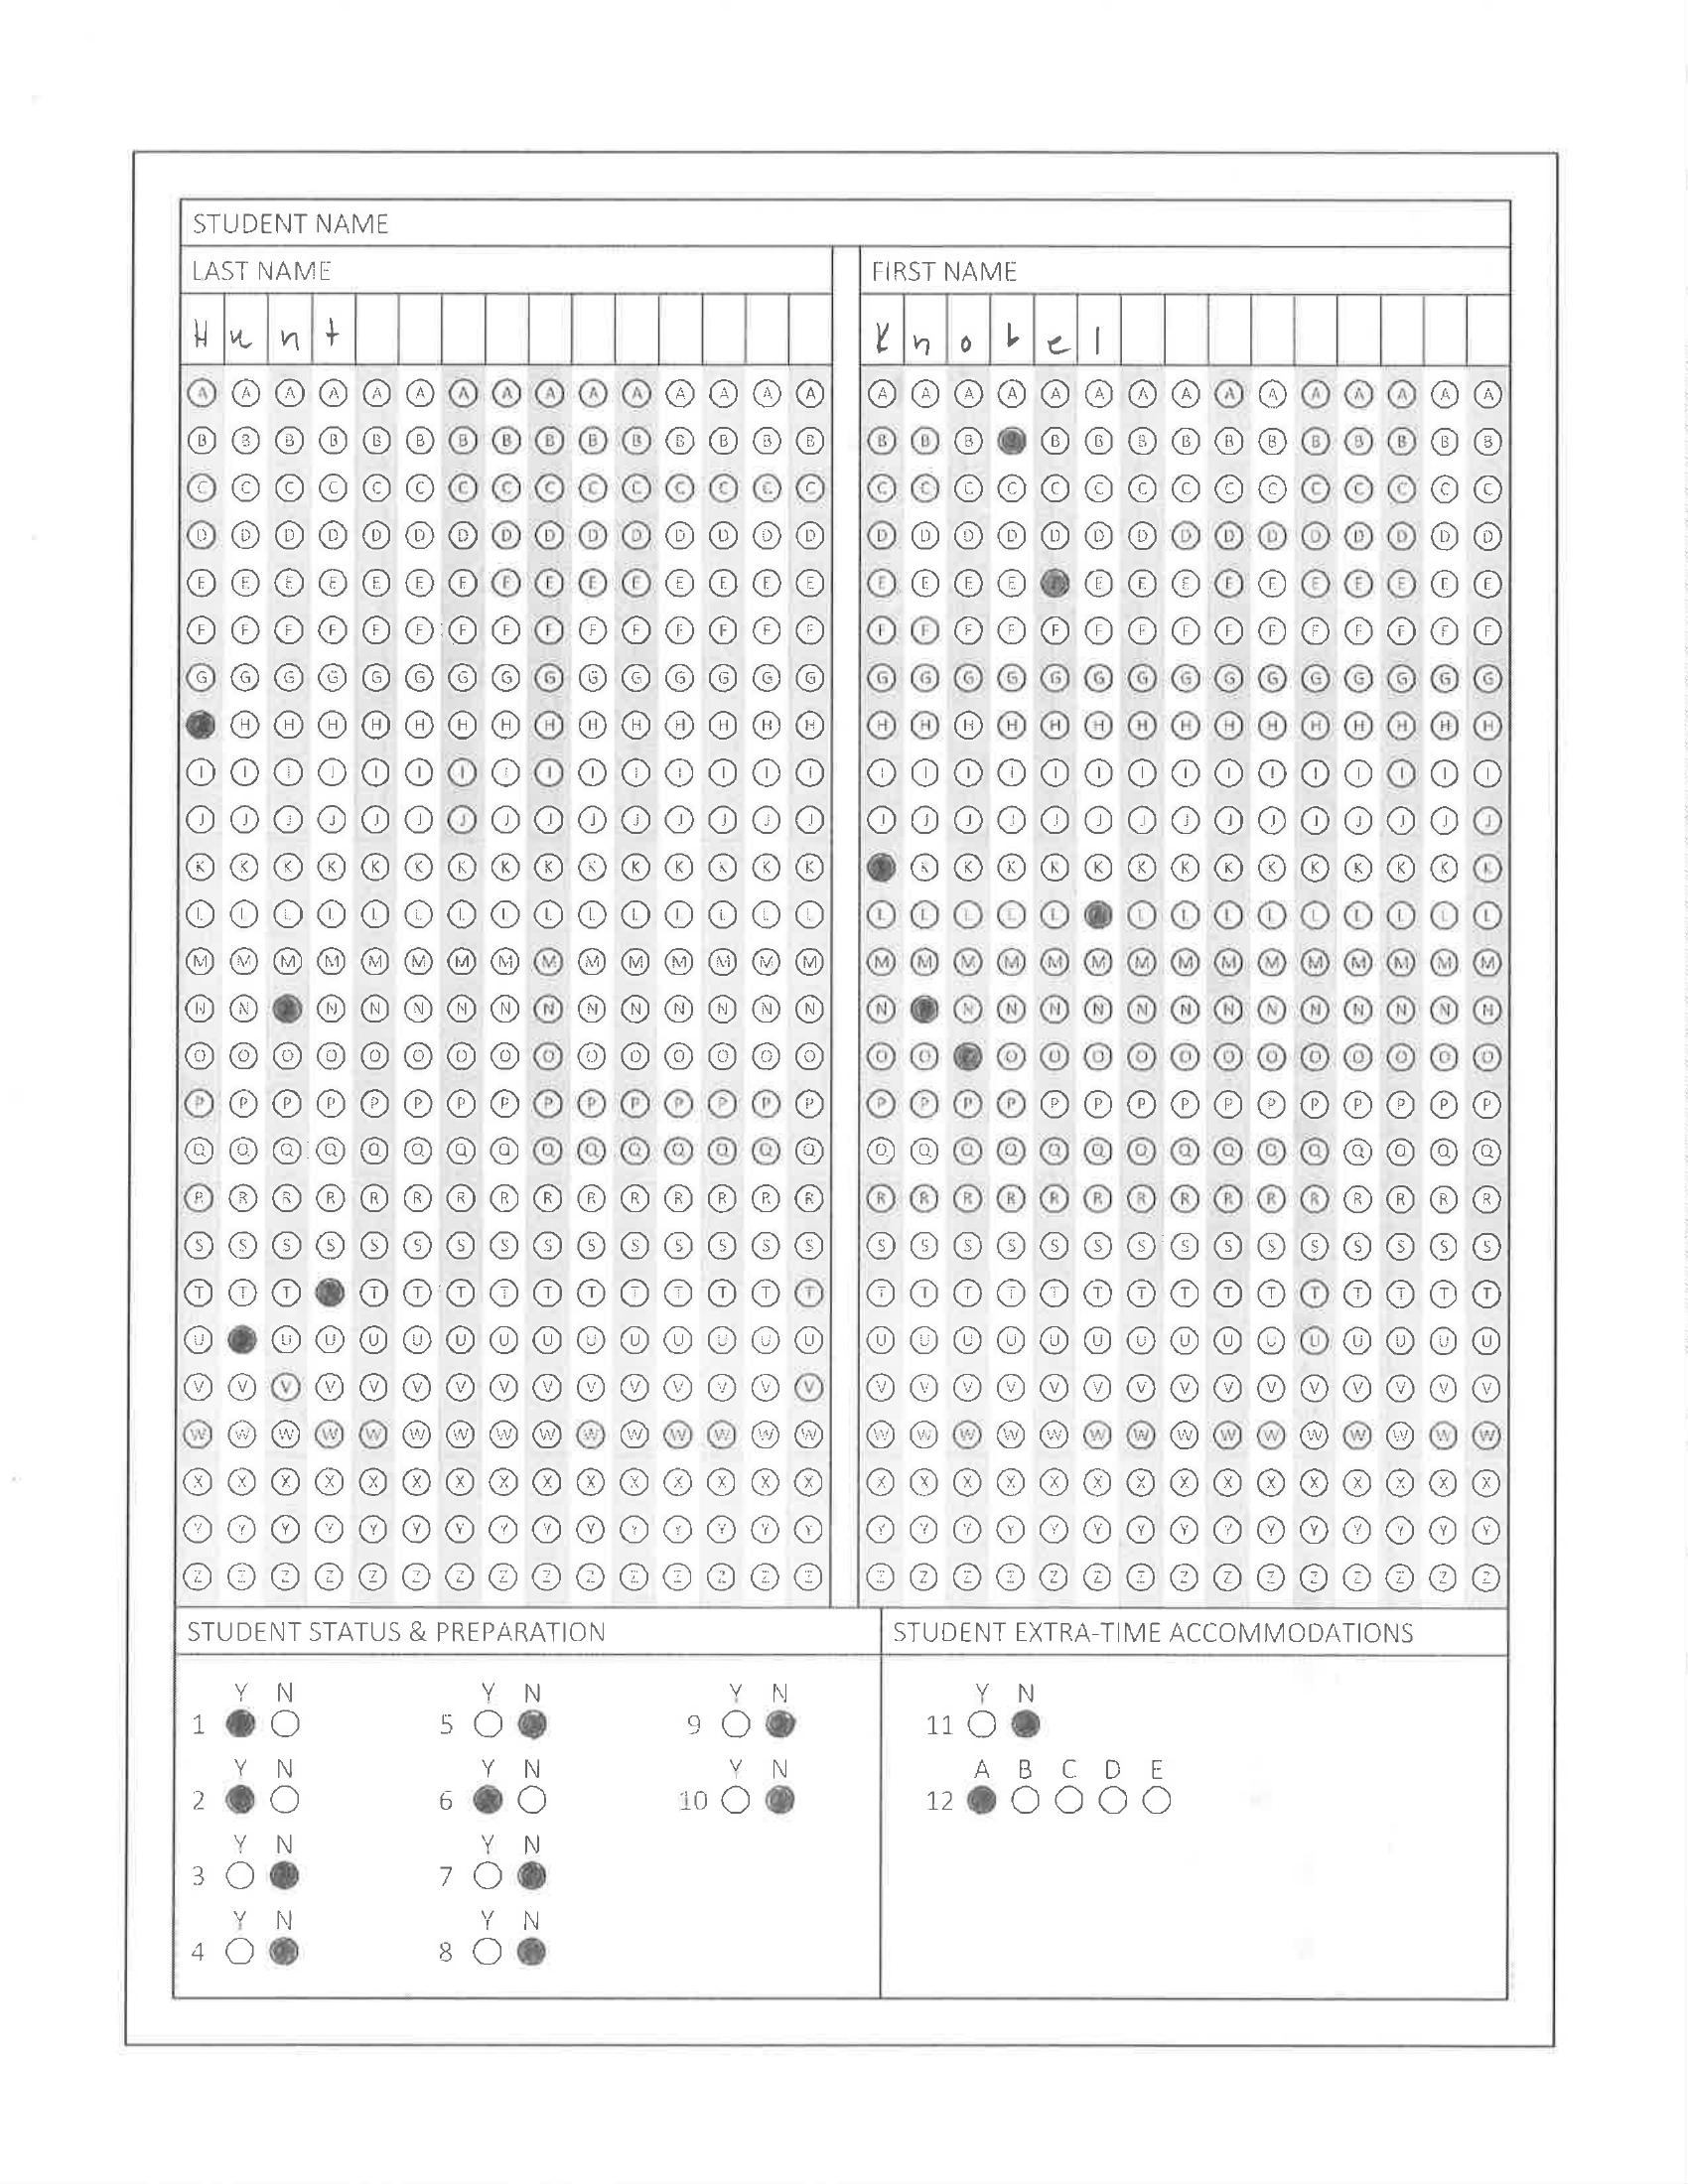 STUDENT NAME
LAST NAME FIRST NAME
H u n t K n o b e l
A A A A A A A A A A A A A A A A A A A A A A A A A A A A A A
B B B B B B B B B B B B B B B B B B B B B B B B B B B B B
C C C C C C C C C C C C C C C C C C C C C C C C C C C C C C
D D D D D D D D D D D D D D D D D D D D D D D D D D D D D D
E E E E E E E E E E E E E E E E E E E E E E E E E E E E E
F F F F F F F F F F F F F F F F F F F F F F F F F F F F F F
G G G G G G G G G G G G G G G G G G G G G G G G G G G G G G
H H H H H H H H H H H H H H H H H H H H H H H H H H H H H
I I I I I I I I I I I I I I I I I I I I I I I I I I I I I I
J J J J J J J J J J J J J J J J J J J J J J J J J J J J J J
K K K K K K K K K K K K K K K K K K K K K K K K K K K K K
L L L L L L L L L L L L L L L L L L L L L L L L L L L L L
M M M M M M M M M M M M M M M M M M M M M M M M M M M M M M
N N N N N N N N N N N N N N N N N N N N N N N N N N N N
O O O O O O O O O O O O O O O O O O O O O O O O O O O O O
P P P P P P P P P P P P P P P P P P P P P P P P P P P P P P
Q Q Q Q Q Q Q Q Q Q Q Q Q Q Q Q Q Q Q Q Q Q Q Q Q Q Q Q Q Q
R R R R R R R R R R R R R R R R R R R R R R R R R R R R R R
S S S S S S S S S S S S S S S S S S S S S S S S S S S S S S
T T T T T T T T T T T T T T T T T T T T T T T T T T T T T
U U U U U U U U U U U U U U U U U U U U U U U U U U U U U
V V V V V V V V V V V V V V V V V V V V V V V V V V V V V V
W W W W W W W W W W W W W W W W W W W W W W W W W W W W W W
X X X X X X X X X X X X X X X X X X X X X X X X X X X X X X
Y Y Y Y Y Y Y Y Y Y Y Y Y Y Y Y Y Y Y Y Y Y Y Y Y Y Y Y Y Y
Z Z Z Z Z Z Z Z Z Z Z Z Z Z Z Z Z Z Z Z Z Z Z Z Z Z Z Z Z Z
STUDENT STATUS & PREPARATION
Y N Y N Y N
1 5 9
Y N Y N Y N
2 6 10
Y N Y N
3 7
Y N Y N
4 8
STUDENT EXTRA-TIME ACCOMMODATIONS
Y N
11
A B C D E
12